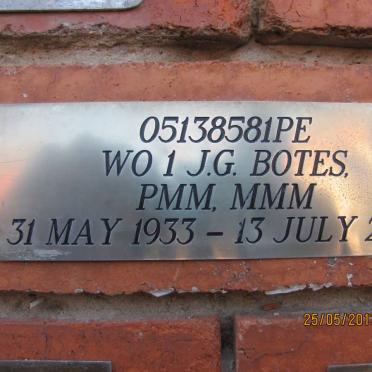 05138581PE
WO 1 J.G. BOTES,
PMM, MMM
31 MAY 1933 – 13 JULY
25/05/201